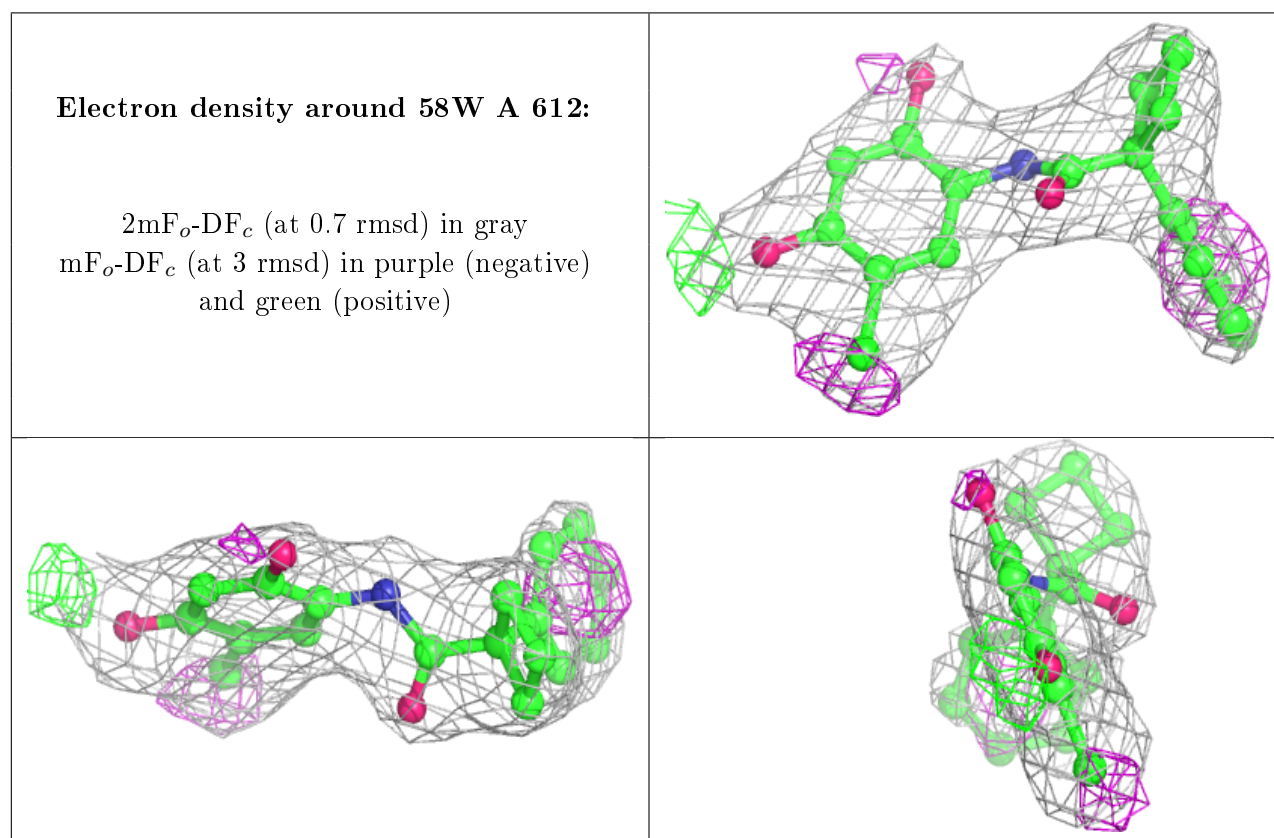 Electron density around 58W A 612:
2mFₒ-DF𝒸 (at 0.7 rmsd) in gray
mFₒ-DF𝒸 (at 3 rmsd) in purple (negative)
and green (positive)